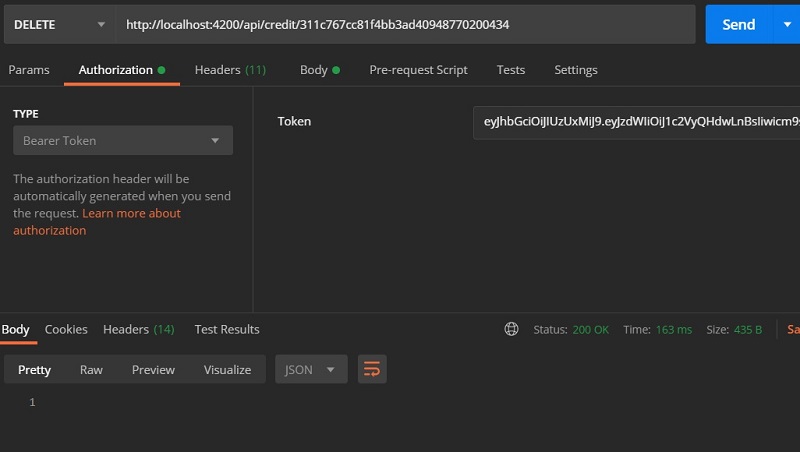 DELETE http://localhost:4200/api/credit/311c767cc81f4bb3ad40948770200434 Send
Params Authorization Headers (11) Body Pre-request Script Tests Settings
TYPE
Bearer Token
The authorization header will be
automatically generated when you send
the request. Learn more about
authorization
Token
Body Cookies Headers (14) Test Results Status: 200 OK Time: 163 ms Size: 435 B Sa
Pretty Raw Preview Visualize JSON
1